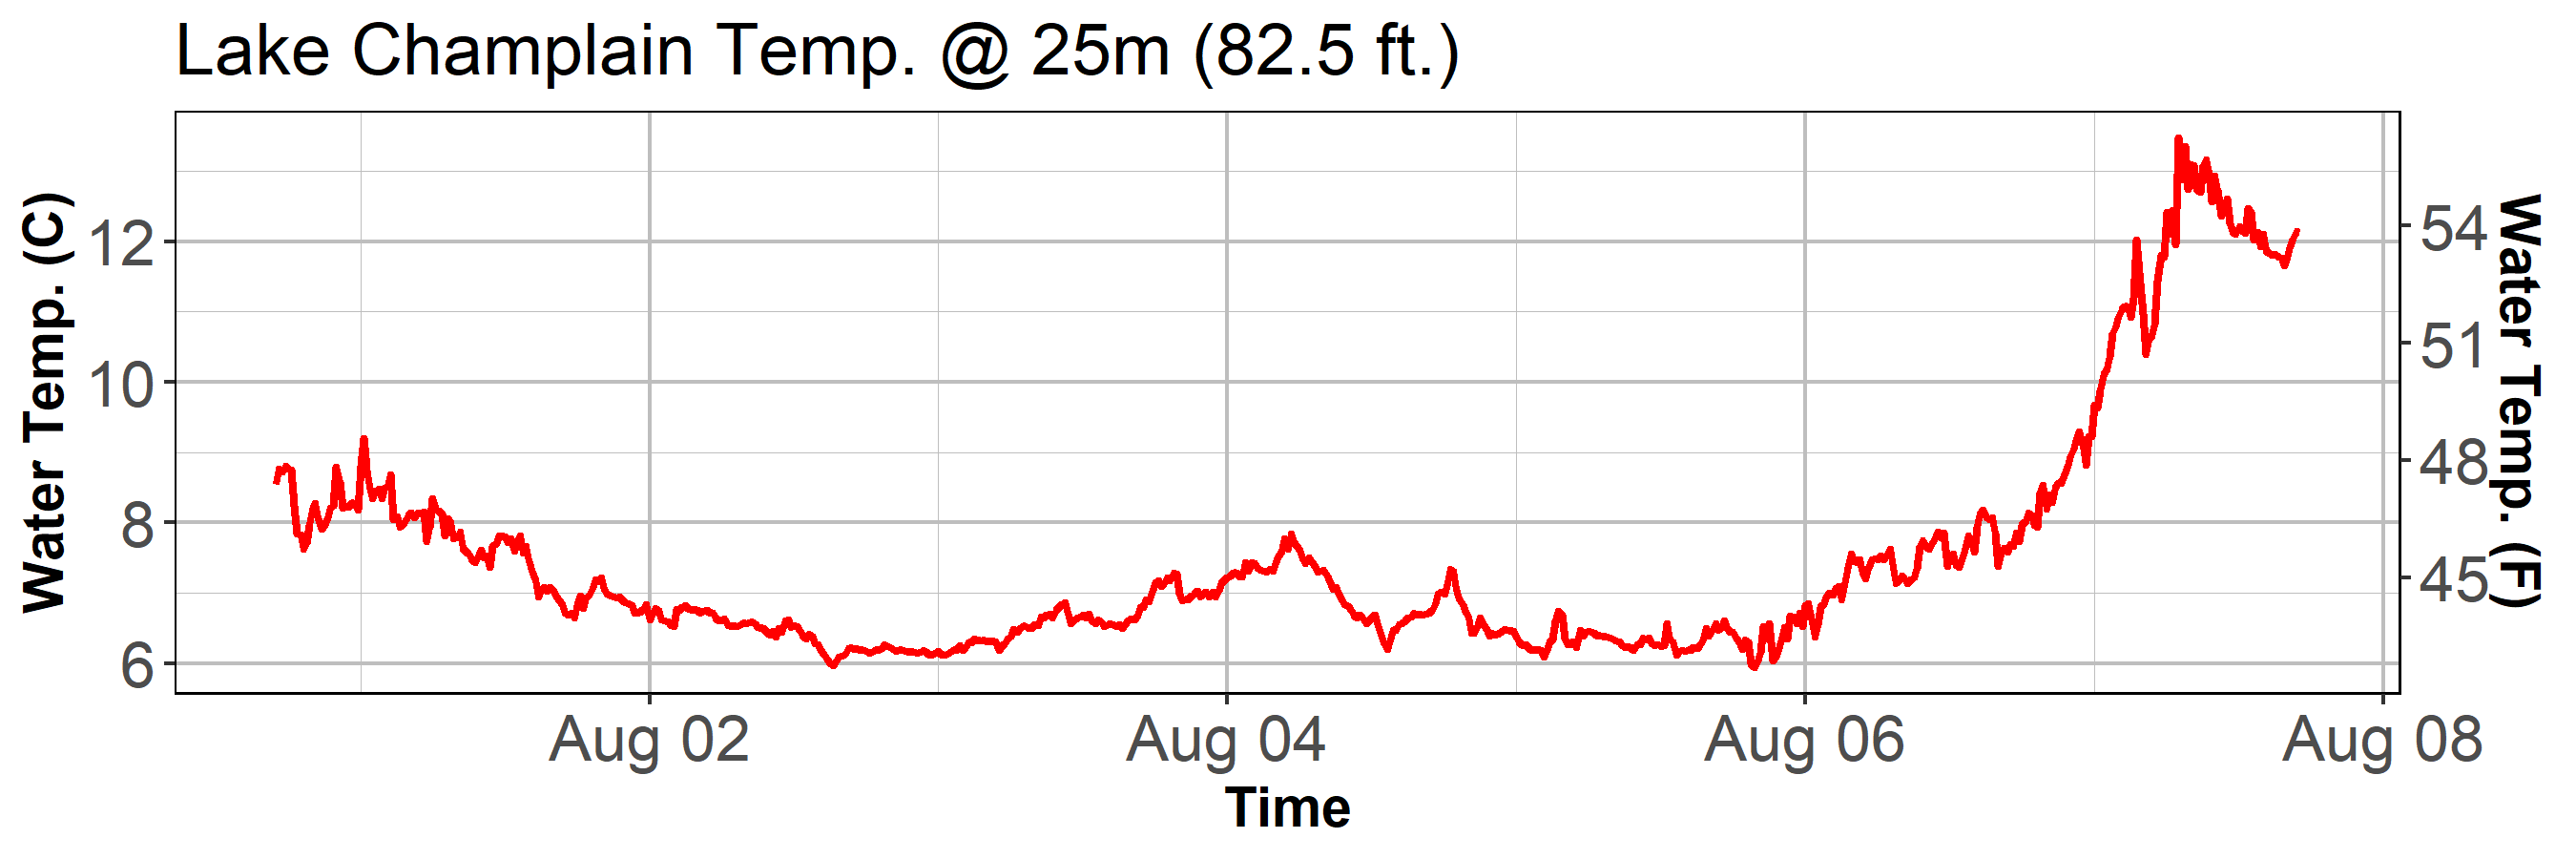 Lake Champlain Temp. @ 25m (82.5 ft.)
Water Temp. (C)
12
10
8
6
54
51
48
45
Water Temp. (F)
Aug 02
Aug 04
Aug 06
Aug 08
Time